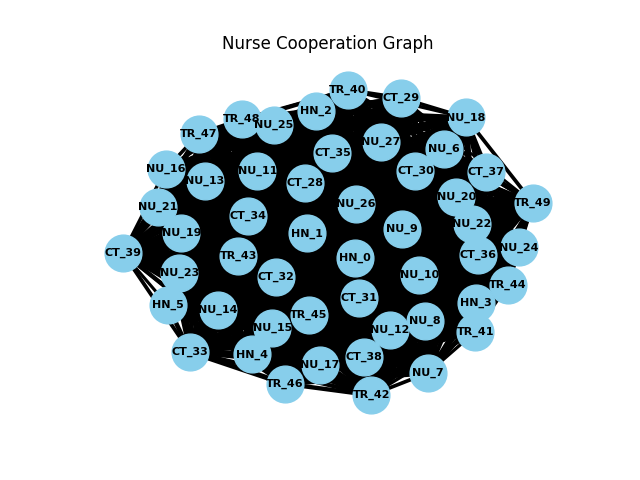 Nurse Cooperation Graph
TR_40
CT_29
HN_2
NU_18
TR_48
NU_25
TR_47
NU_27
NU_6
CT_35
NU_16
NU_11
CT_30
CT_37
NU_13
CT_28
NU_20
NU_26
TR_49
NU_21
CT_34
NU_22
NU_19
HN_1
NU_9
NU_24
CT_39
TR_43
HN_0
CT_36
NU_23
CT_32
NU_10
TR_44
HN_5
CT_31
HN_3
NU_14
TR_45
NU_8
NU_15
NU_12
TR_41
CT_33
HN_4
NU_17
CT_38
NU_7
TR_46
TR_42